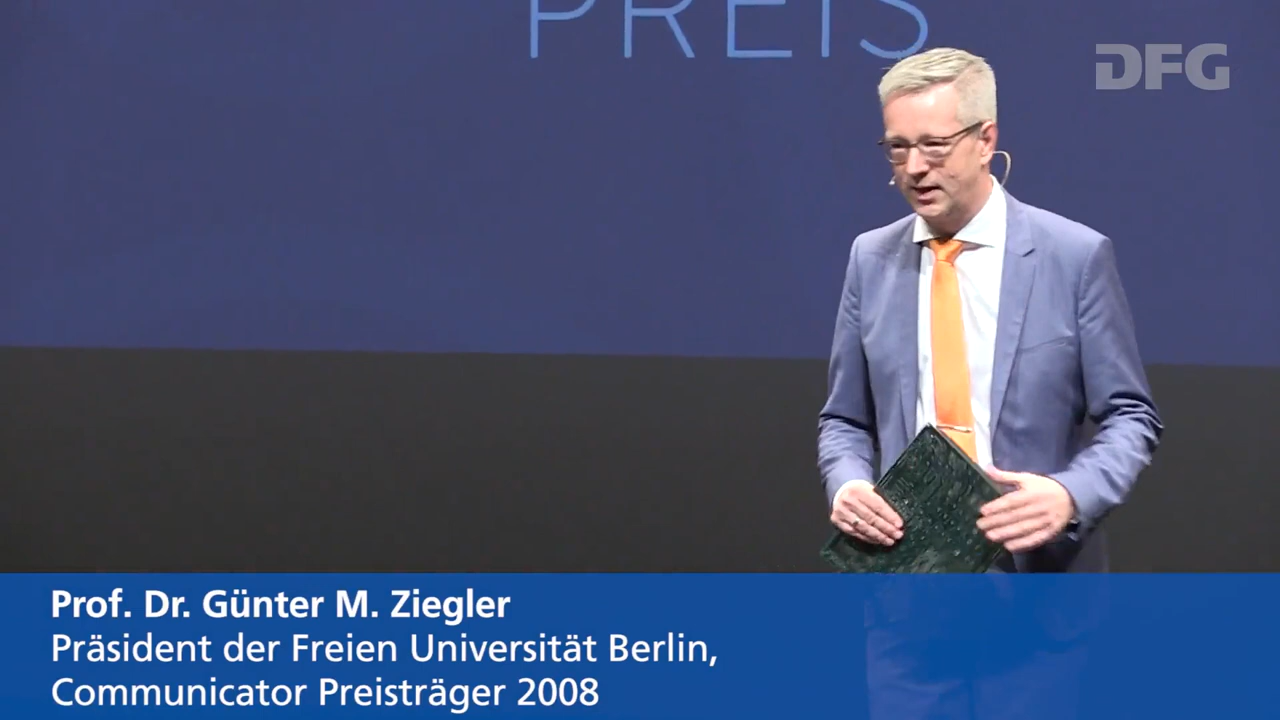 PREIS
DFG
Prof. Dr. Günter M. Ziegler
Präsident der Freien Universität Berlin,
Communicator Preisträger 2008